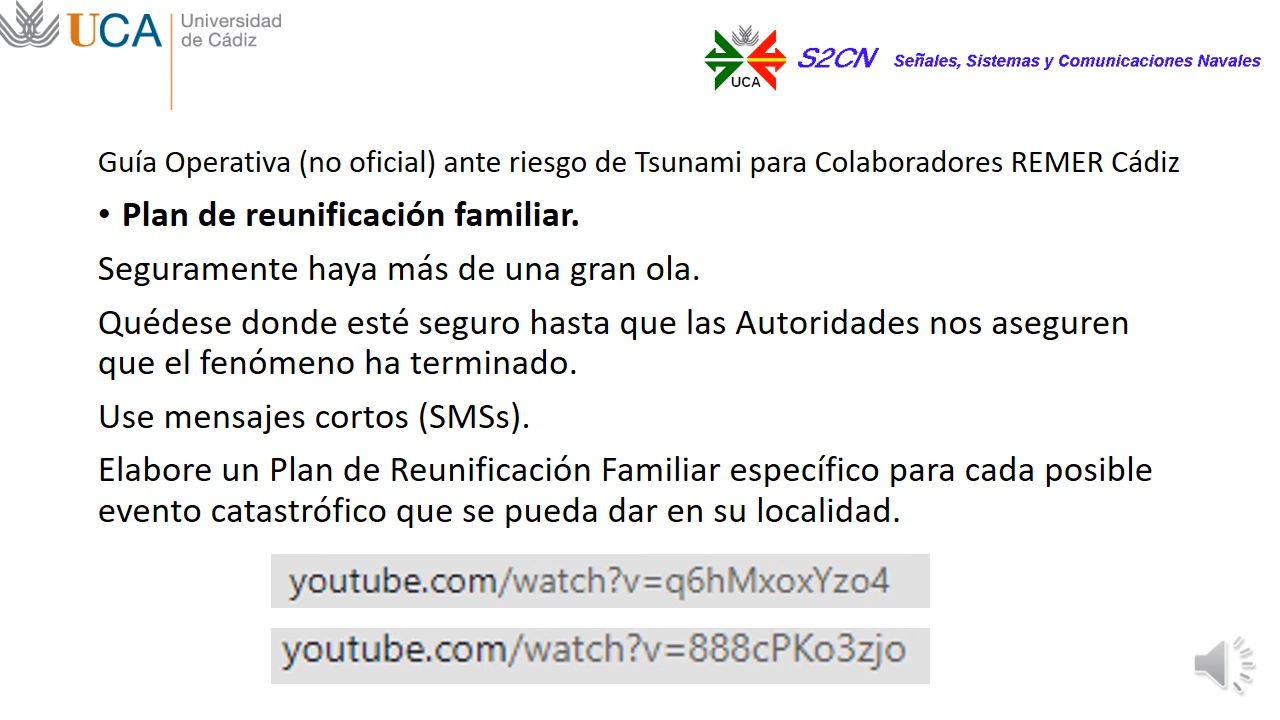 UCA Universidad
de Cádiz
UCA
S2CN Señales, Sistemas y Comunicaciones Navales
Guía Operativa (no oficial) ante riesgo de Tsunami para Colaboradores REMER Cádiz
• Plan de reunificación familiar.
Seguramente haya más de una gran ola.
Quédese donde esté seguro hasta que las Autoridades nos aseguren
que el fenómeno ha terminado.
Use mensajes cortos (SMSs).
Elabore un Plan de Reunificación Familiar específico para cada posible
evento catastrófico que se pueda dar en su localidad.
youtube.com/watch?v=q6hMxoxYzo4
youtube.com/watch?v=888cPKo3zjo